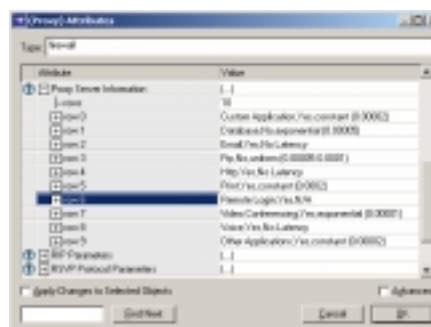 (Proxy) Attributes
Type: firewall
Attribute Value
Proxy Server Information (...)
rows 10
row 0 Custom Application,Yes,constant (0.00002)
row 1 Database,No,exponential (0.00005)
row 2 Email,Yes,No Latency
row 3 Ftp,No,uniform (0.00005 0.0001)
row 4 Http,Yes,No Latency
row 5 Print,Yes,constant (0.0002)
row 6 Remote Login,Yes,N/A
row 7 Video Conferencing,Yes,exponential (0.00001)
row 8 Voice,Yes,No Latency
row 9 Other Application,Yes,constant (0.00002)
RIP Parameters (...)
RSVP Protocol Parameters (...)
Apply Changes to Selected Objects Advanced
Find Next Cancel OK